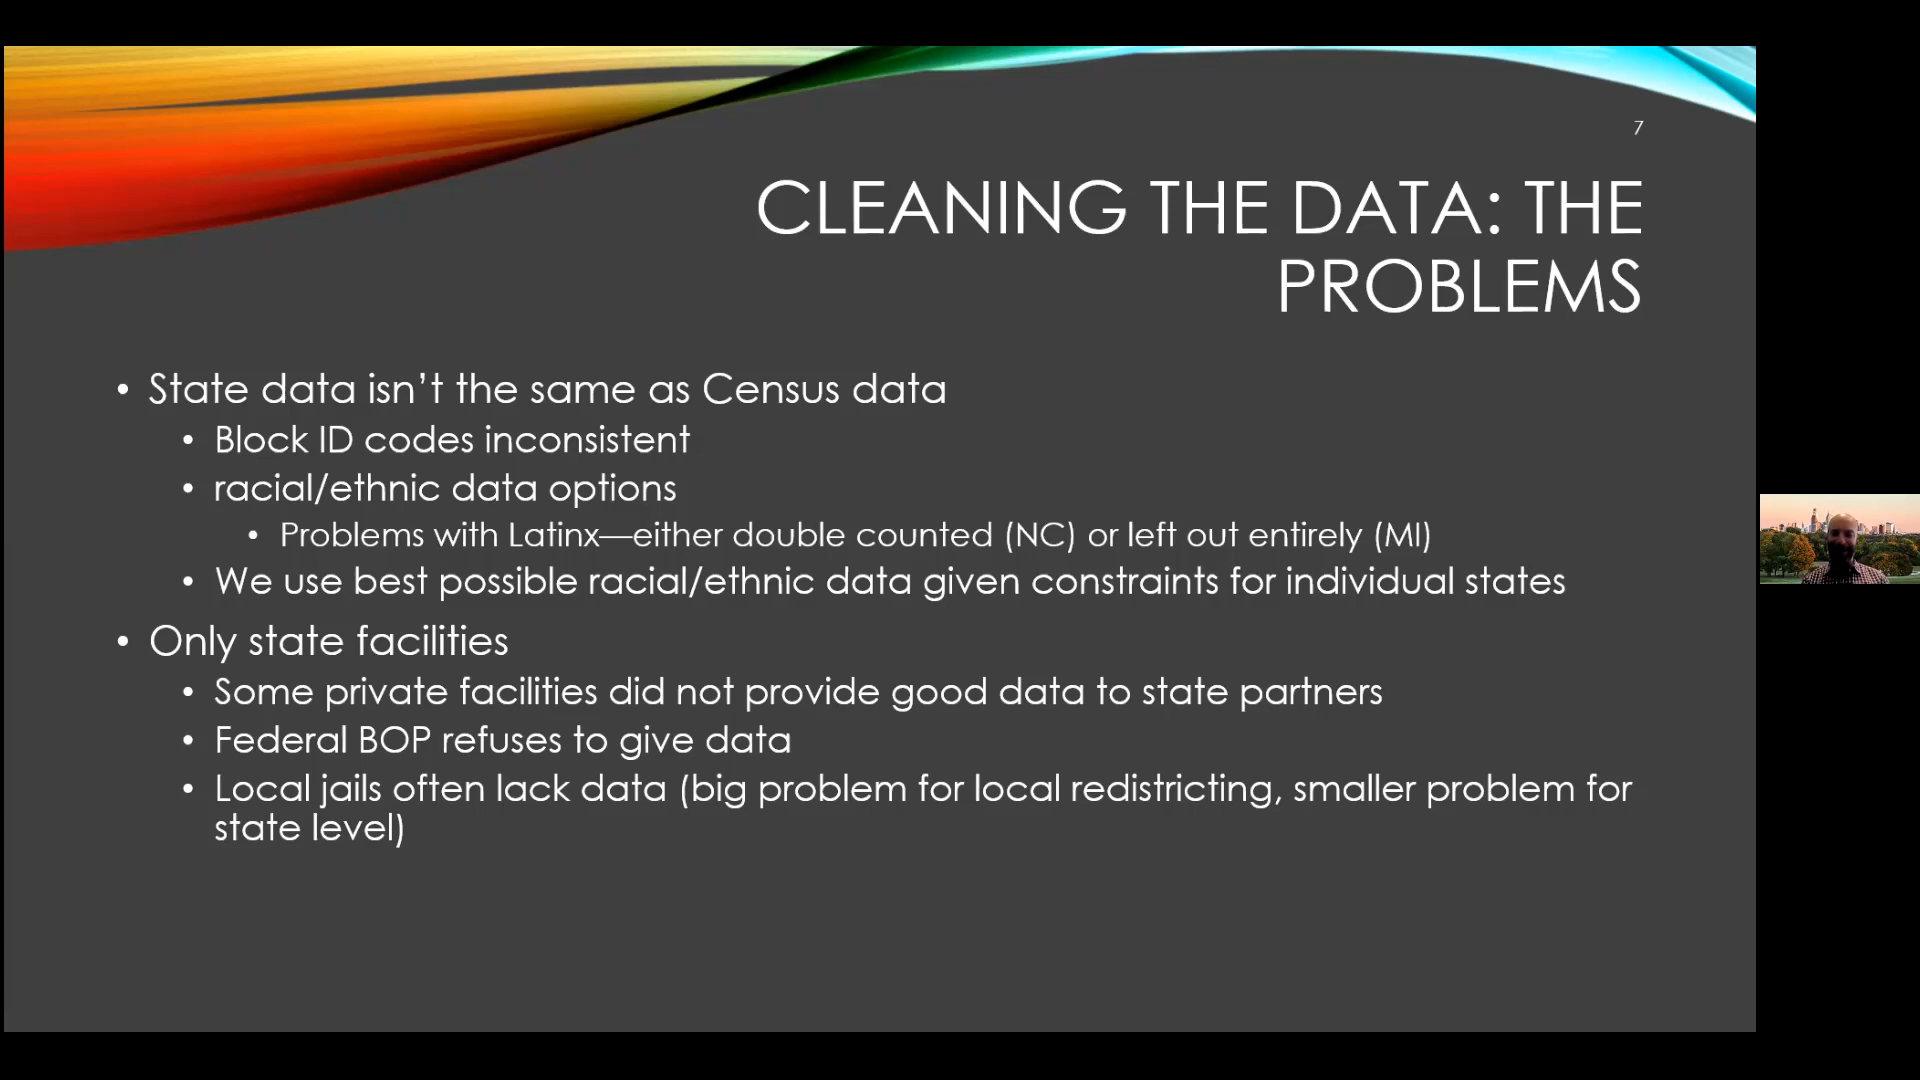 7
CLEANING THE DATA: THE
PROBLEMS
• State data isn’t the same as Census data
• Block ID codes inconsistent
• racial/ethnic data options
• Problems with Latinx—either double counted (NC) or left out entirely (MI)
• We use best possible racial/ethnic data given constraints for individual states
• Only state facilities
• Some private facilities did not provide good data to state partners
• Federal BOP refuses to give data
• Local jails often lack data (big problem for local redistricting, smaller problem for
state level)